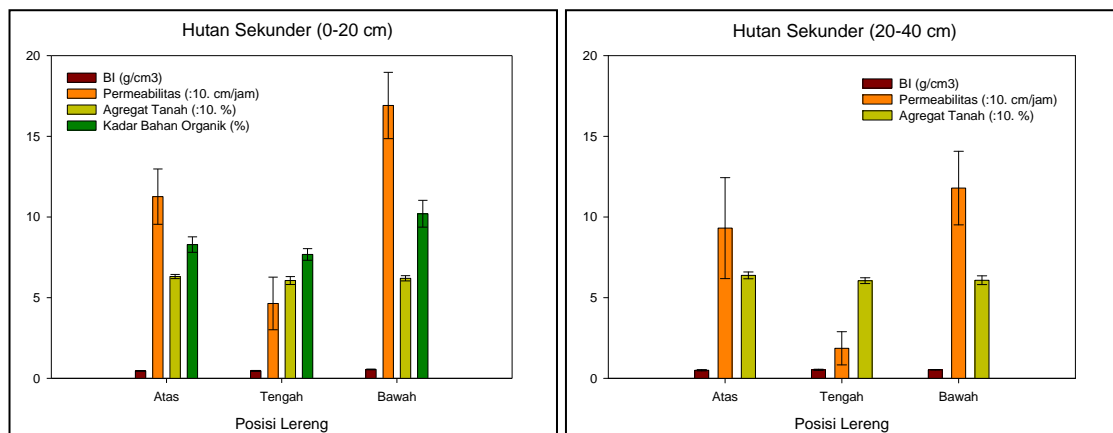 Hutan Sekunder (0-20 cm)
20
15
10
5
0
BI (g/cm3)
Permeabilitas (:10. cm/jam)
Agregat Tanah (:10. %)
Kadar Bahan Organik (%)
Atas
Tengah
Bawah
Posisi Lereng
Hutan Sekunder (20-40 cm)
20
15
10
5
0
BI (g/cm3)
Permeabilitas (:10. cm/jam)
Agregat Tanah (:10. %)
Atas
Tengah
Bawah
Posisi Lereng